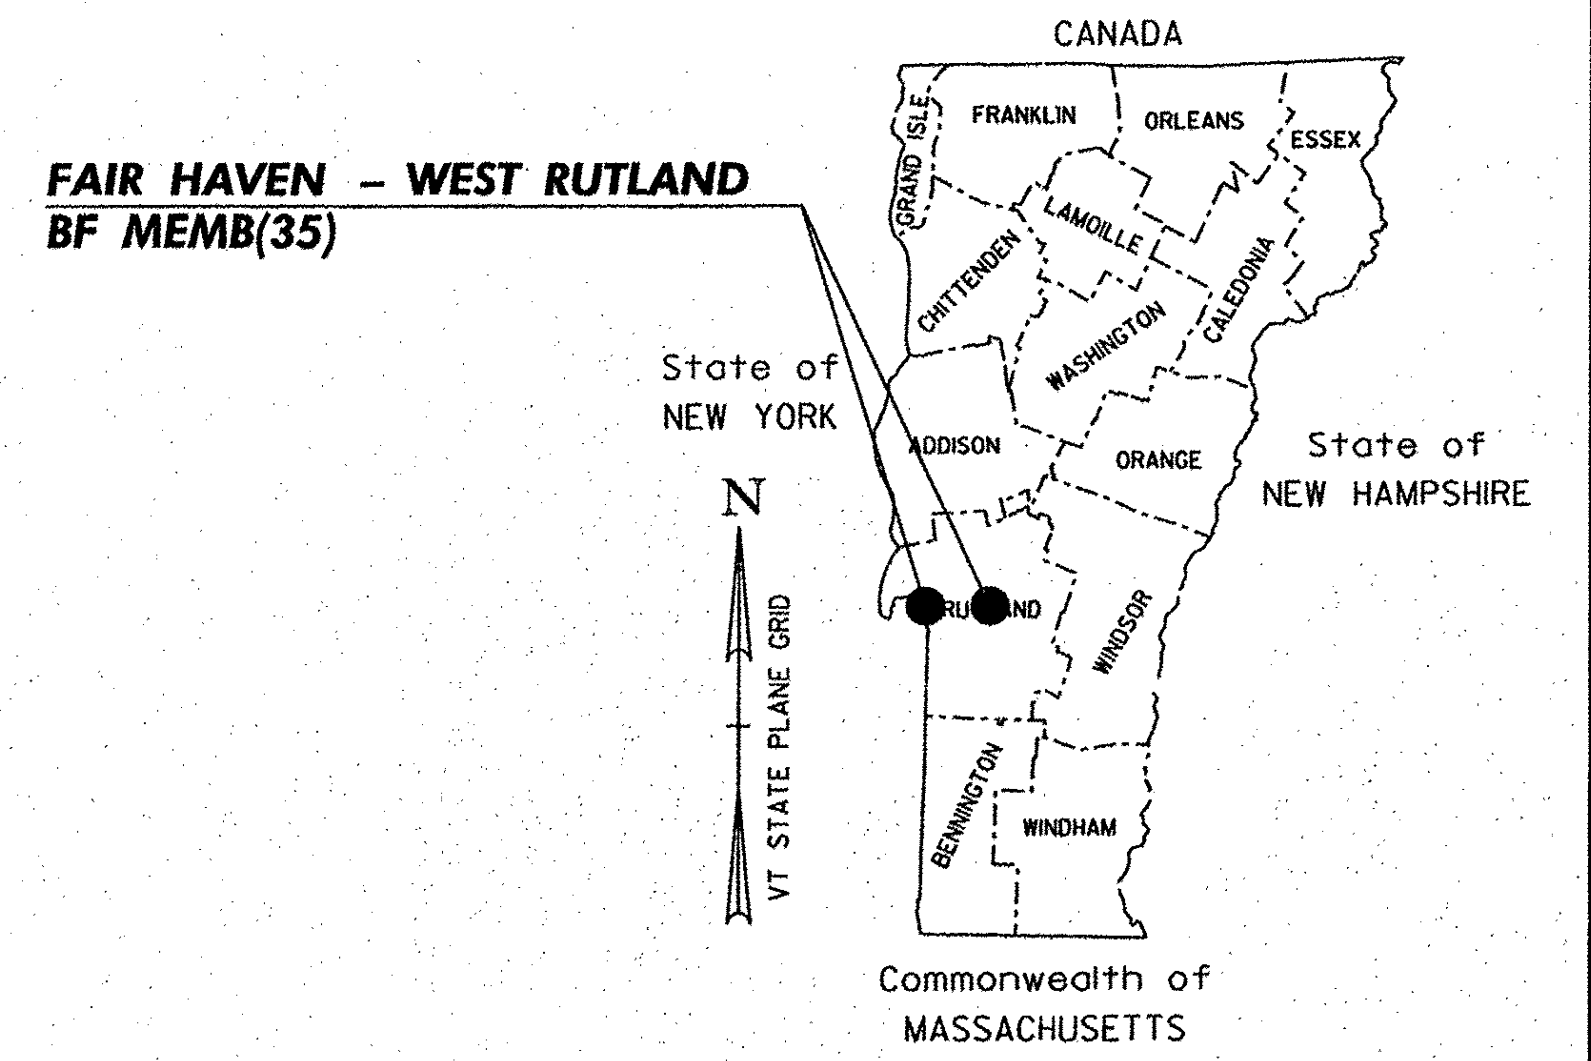 CANADA
FRANKLIN
ORLEANS
ESSEX
GRAND ISLE
FAIR HAVEN – WEST RUTLAND
BF MEMB(35)
LAMOILLE
CHITTENDEN
CALEDONIA
WASHINGTON
State of
NEW YORK
ADDISON
ORANGE
State of
NEW HAMPSHIRE
N
VT STATE PLANE GRID
WINDSOR
BENNINGTON
WINDHAM
Commonwealth of
MASSACHUSETTS